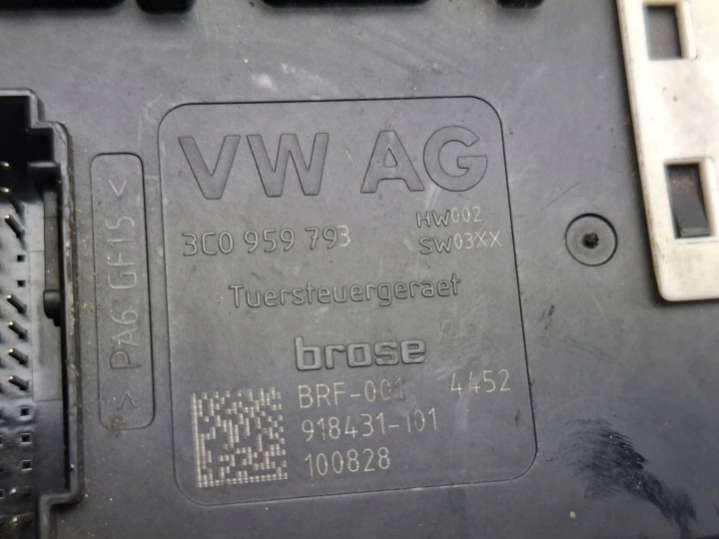 VW AG
3C0 959 793
HW002
SW03XX
Tuersteuergeraet
brose
BRF-001 4452
918431-101
100828
> PA6 GF15 <